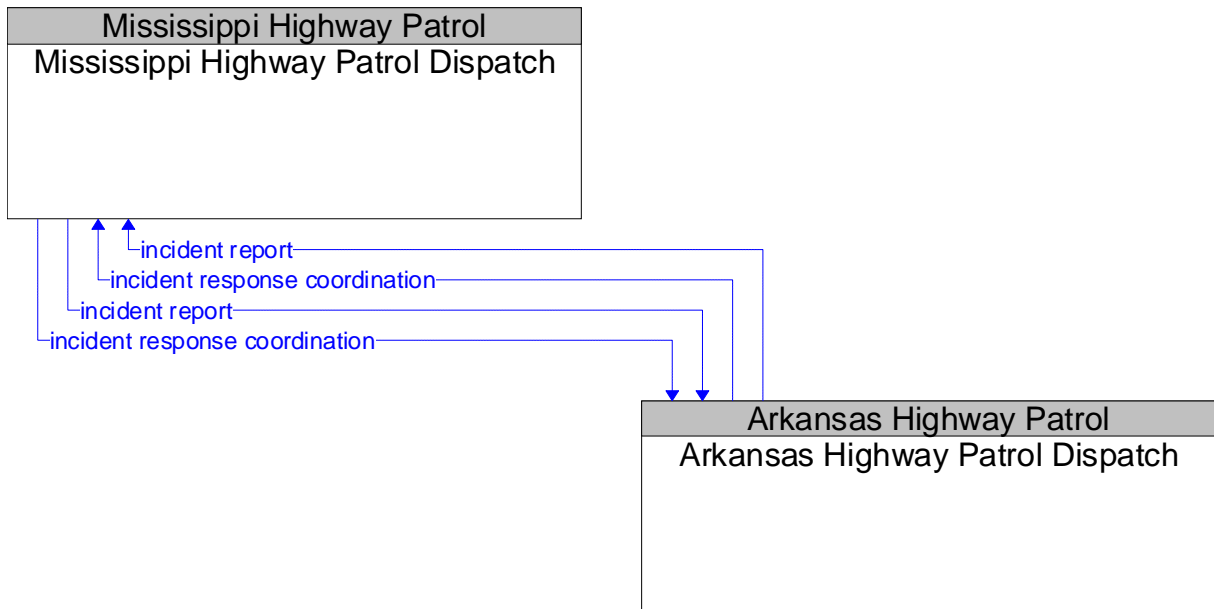 Mississippi Highway Patrol
Mississippi Highway Patrol Dispatch
incident report
incident response coordination
incident report
incident response coordination
Arkansas Highway Patrol
Arkansas Highway Patrol Dispatch